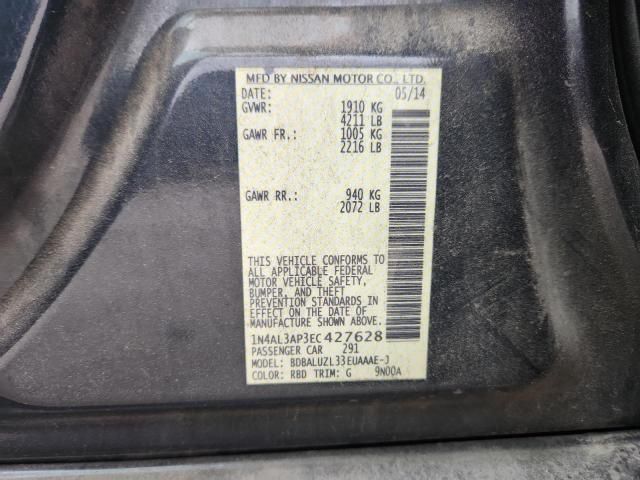 MFD BY NISSAN MOTOR CO., LTD.
DATE: 05/14
GVWR: 1910 KG
4211 LB
GAWR FR.: 1005 KG
2216 LB
GAWR RR.: 940 KG
2072 LB
THIS VEHICLE CONFORMS TO
ALL APPLICABLE FEDERAL
MOTOR VEHICLE SAFETY,
BUMPER, AND THEFT
PREVENTION STANDARDS IN
EFFECT ON THE DATE OF
MANUFACTURE SHOWN ABOVE.
1N4AL3AP3EC427628
PASSENGER CAR 291
MODEL: BDBALUZL33EUAAAE-J
COLOR: RBD TRIM: G 9N00A